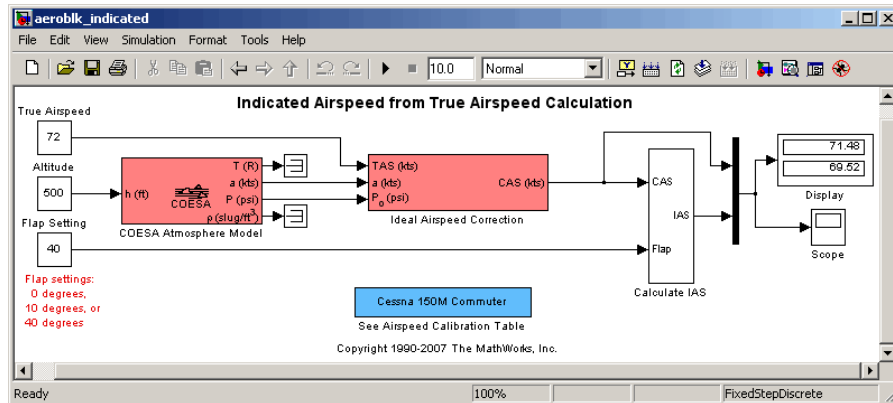 aeroblk_indicated
File Edit View Simulation Format Tools Help
10.0 Normal
Indicated Airspeed from True Airspeed Calculation
True Airspeed
72
Altitude
500
Flap Setting
40
Flap settings:
0 degrees,
10 degrees, or
40 degrees
h (ft)
COESA
T (R)
a (kts)
P (psi)
ρ (slug/ft³)
COESA Atmosphere Model
TAS (kts)
a (kts)
P₀ (psi)
CAS (kts)
Ideal Airspeed Correction
CAS
IAS
Flap
Calculate IAS
71.48
69.52
Display
Scope
Cessna 150M Commuter
See Airspeed Calibration Table
Copyright 1990-2007 The MathWorks, Inc.
Ready 100% FixedStepDiscrete